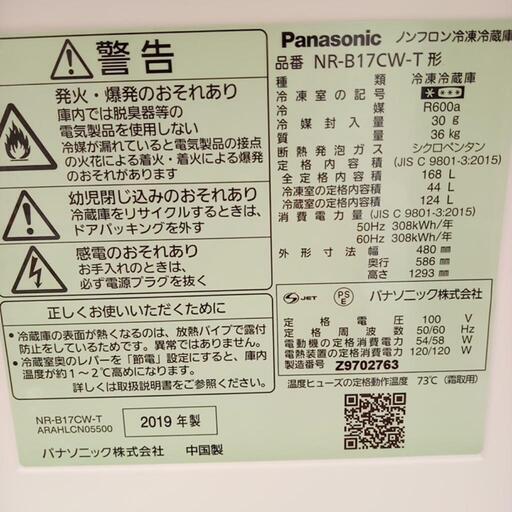 警告
発火・爆発のおそれあり
庫内では脱臭器等の
電気製品を使用しない
冷媒が漏れていると電気製品の接点
の火花による着火・着火による爆発
のおそれあり
幼児閉じ込みのおそれあり
冷蔵庫をリサイクルするときは、
ドアパッキングを外す
感電のおそれあり
お手入れのときは、
必ず電源プラグを抜く
正しくお使いいただくために
・冷蔵庫の表面が熱くなるのは、放熱パイプで露付
防止をしているためです。異常ではありません。
・冷蔵室奥のレバーを「節電」設定にすると、庫内
温度が約1～2℃高めになります。
詳しくは取扱説明書をご参照ください。
NR-B17CW-T
ARAHLCN05500
2019年製
パナソニック株式会社 中国製
Panasonic ノンフロン冷凍冷蔵庫
品番 NR-B17CW-T形
種類 冷凍冷蔵庫
冷凍室の記号
冷媒 R600a
冷媒封入量 30 g
質量 36 kg
断熱発泡ガス シクロペンタン
定格内容積 (JIS C 9801-3:2015)
全定格内容積 168 L
冷凍室の定格内容積 44 L
冷蔵室の定格内容積 124 L
消費電力量 (JIS C 9801-3:2015)
50Hz 308kWh/年
60Hz 308kWh/年
外形寸法 幅 480 mm
奥行 586 mm
高さ 1293 mm
JET PSE パナソニック株式会社
定格電圧 100 V
定格周波数 50/60 Hz
電動機の定格消費電力 54/58 W
電熱装置の定格消費電力 120/120 W
製造番号 Z9702763
温度ヒューズの定格動作温度 73℃(霜取用)